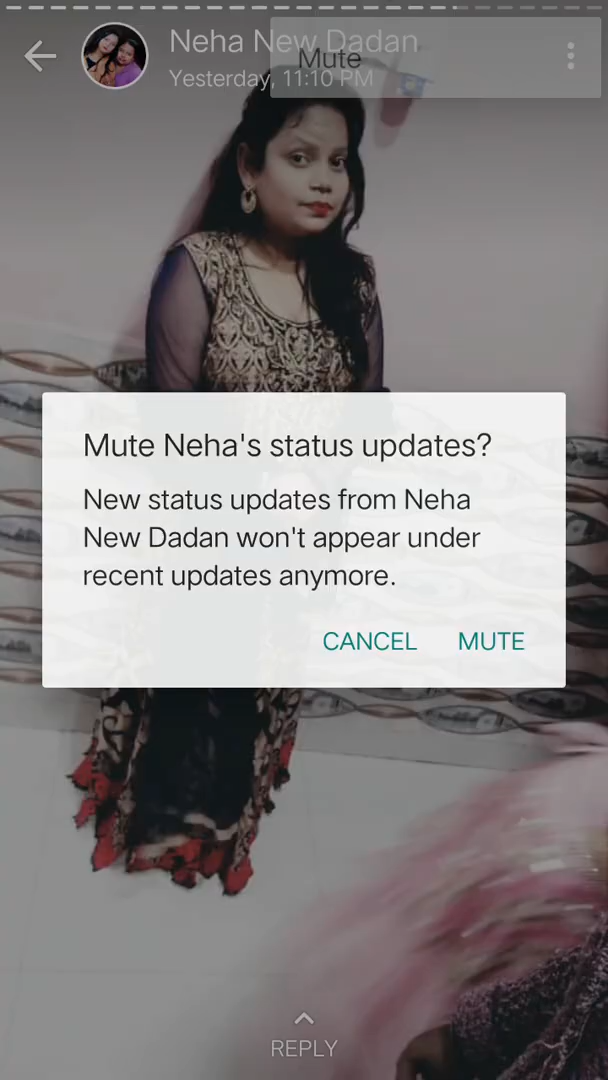 Neha New Dadan
Mute
Yesterday, 11:10 PM
Mute Neha's status updates?
New status updates from Neha
New Dadan won't appear under
recent updates anymore.
CANCEL MUTE
REPLY